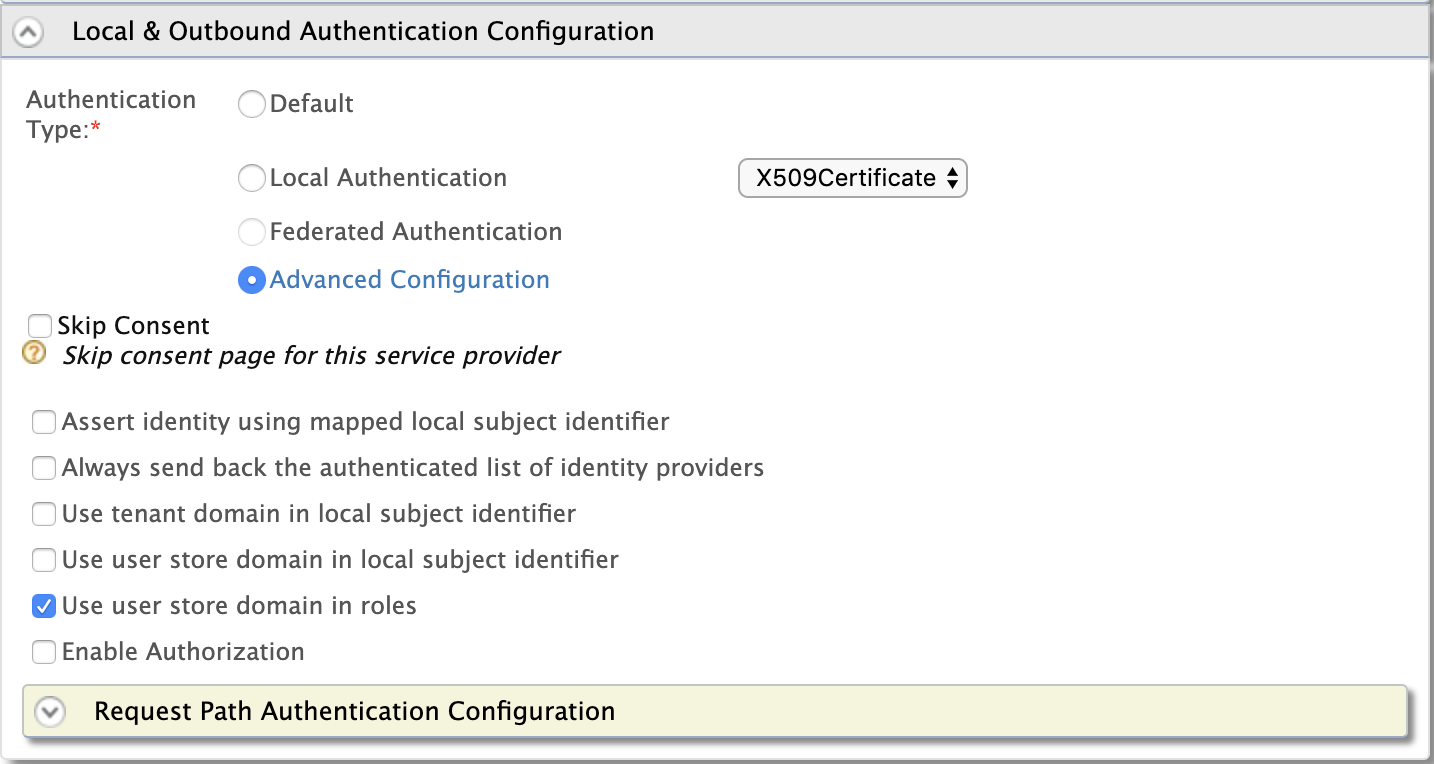 Local & Outbound Authentication Configuration
Authentication
Type:*
Default
Local Authentication
X509Certificate
Federated Authentication
Advanced Configuration
Skip Consent
? Skip consent page for this service provider
Assert identity using mapped local subject identifier
Always send back the authenticated list of identity providers
Use tenant domain in local subject identifier
Use user store domain in local subject identifier
Use user store domain in roles
Enable Authorization
Request Path Authentication Configuration